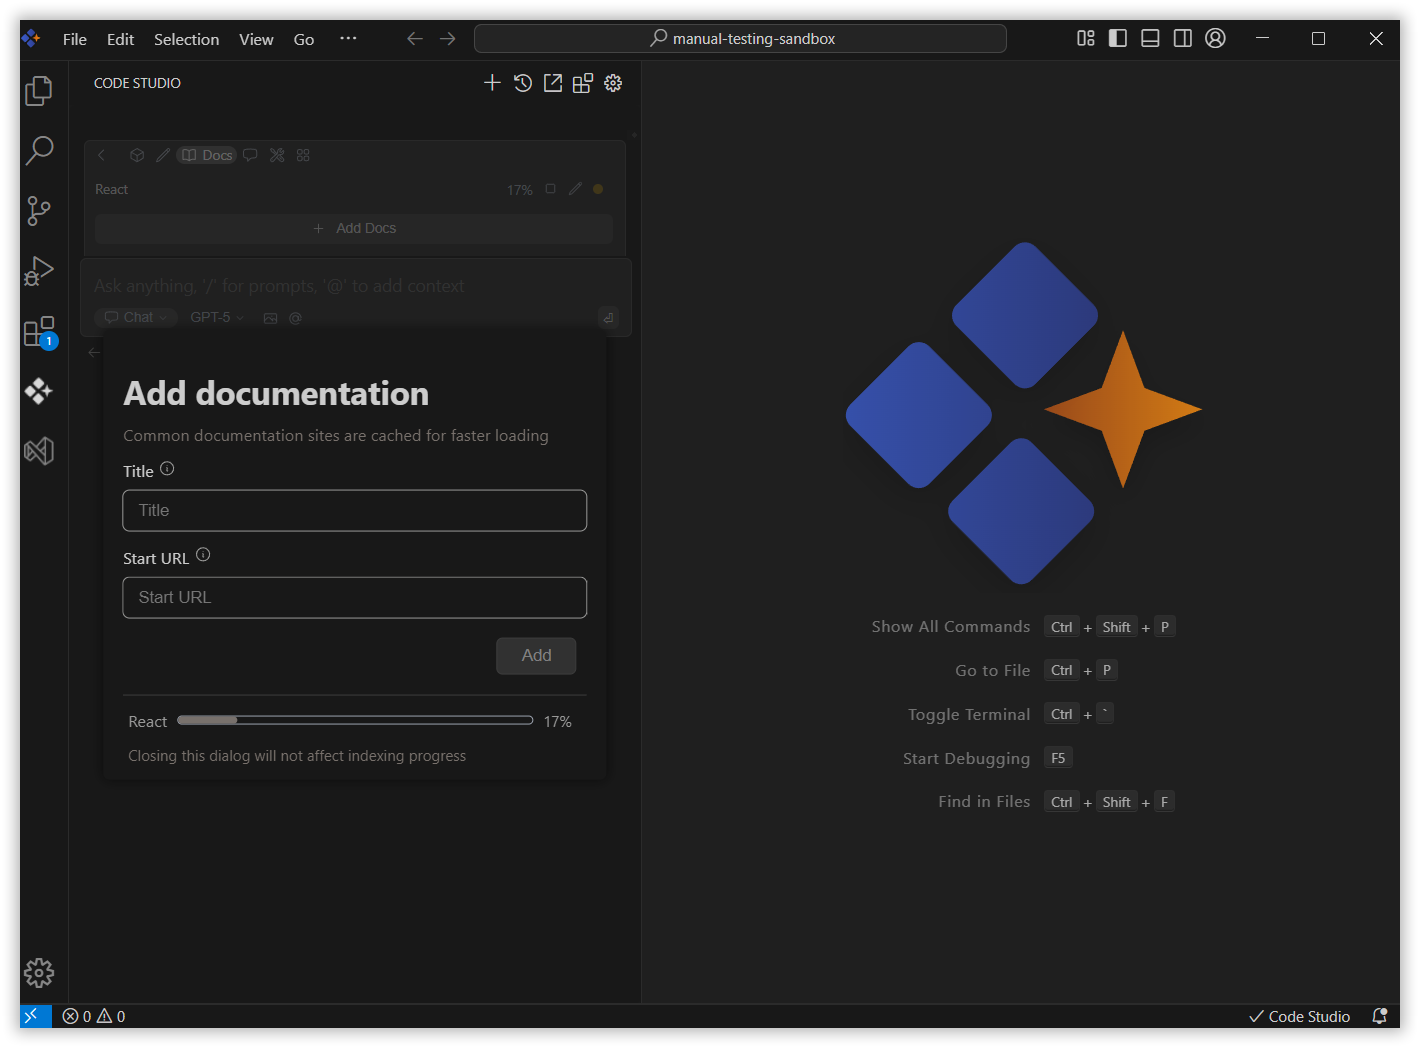 File Edit Selection View Go ···
manual-testing-sandbox
CODE STUDIO
Docs
React 17%
+ Add Docs
Ask anything, '/' for prompts, '@' to add context
Chat GPT-5 @
1
Add documentation
Common documentation sites are cached for faster loading
Title
Title
Start URL
Start URL
Add
React 17%
Closing this dialog will not affect indexing progress
Show All Commands Ctrl + Shift + P
Go to File Ctrl + P
Toggle Terminal Ctrl + `
Start Debugging F5
Find in Files Ctrl + Shift + F
0 0
Code Studio